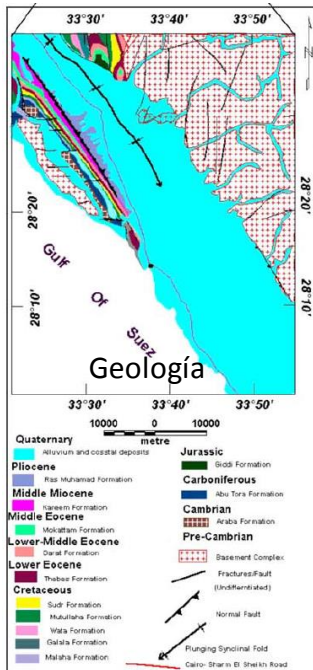 33°30' 33°40' 33°50'
28°20'
28°20'
28°10'
28°10'
Gulf Of Suez
Geología
33°30' 33°40' 33°50'
10000 0 10000
metre
Quaternary
Alluvium and coastal deposits
Pliocene
Ras Muhamad Formation
Middle Miocene
Kareem Formation
Middle Eocene
Mokattam Formation
Lower-Middle Eocene
Darat Formation
Lower Eocene
Thebes Formation
Cretaceous
Sudr Formation
Matullaha Formation
Wata Formation
Galala Formation
Malaha Formation
Jurassic
Giddi Formation
Carboniferous
Abu Tora Formation
Cambrian
Araba Formation
Pre-Cambrian
Basement Complex
Fractures/Fault
(Undifferntiated)
Normal Fault
Plunging Synclinal Fold
Cairo- Sharm El Sheikh Road